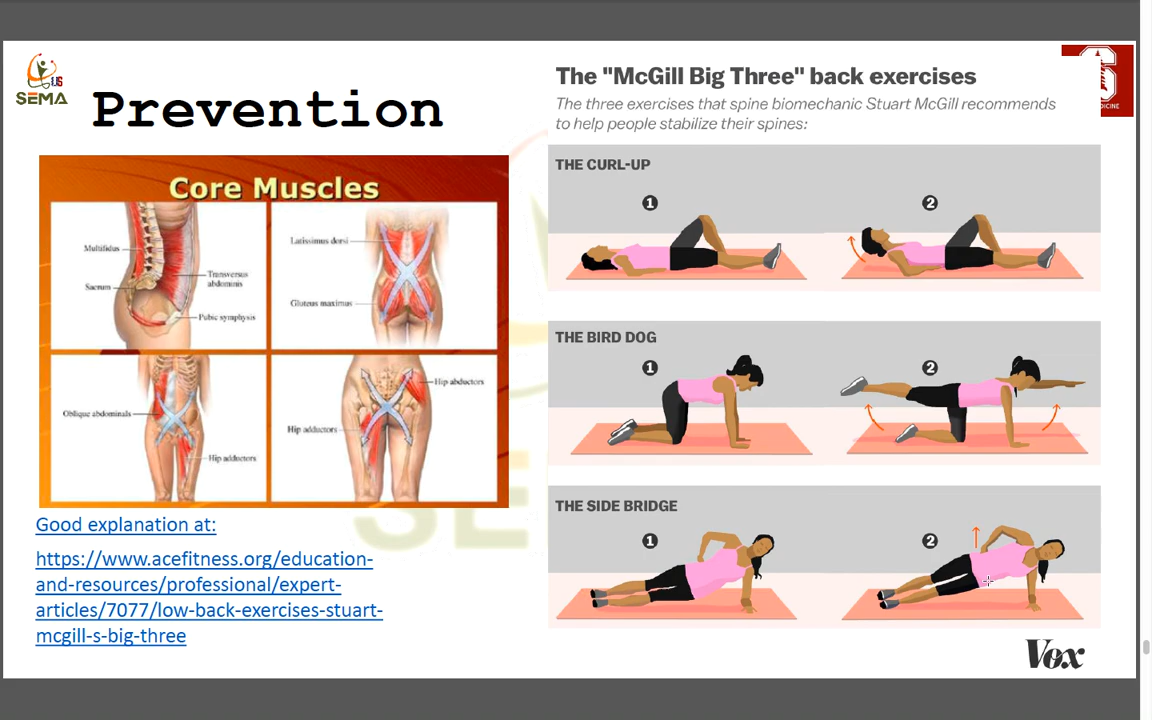 US
SEMA
Prevention
Core Muscles
Multifidus
Sacrum
Transversus
abdominis
Pubic symphysis
Latissimus dorsi
Gluteus maximus
Oblique abdominals
Hip adductors
Hip abductors
Hip adductors
Good explanation at:
https://www.acefitness.org/education-
and-resources/professional/expert-
articles/7077/low-back-exercises-stuart-
mcgill-s-big-three
The "McGill Big Three" back exercises
The three exercises that spine biomechanic Stuart McGill recommends
to help people stabilize their spines:
THE CURL-UP
1
2
THE BIRD DOG
1
2
THE SIDE BRIDGE
1
2
Vox